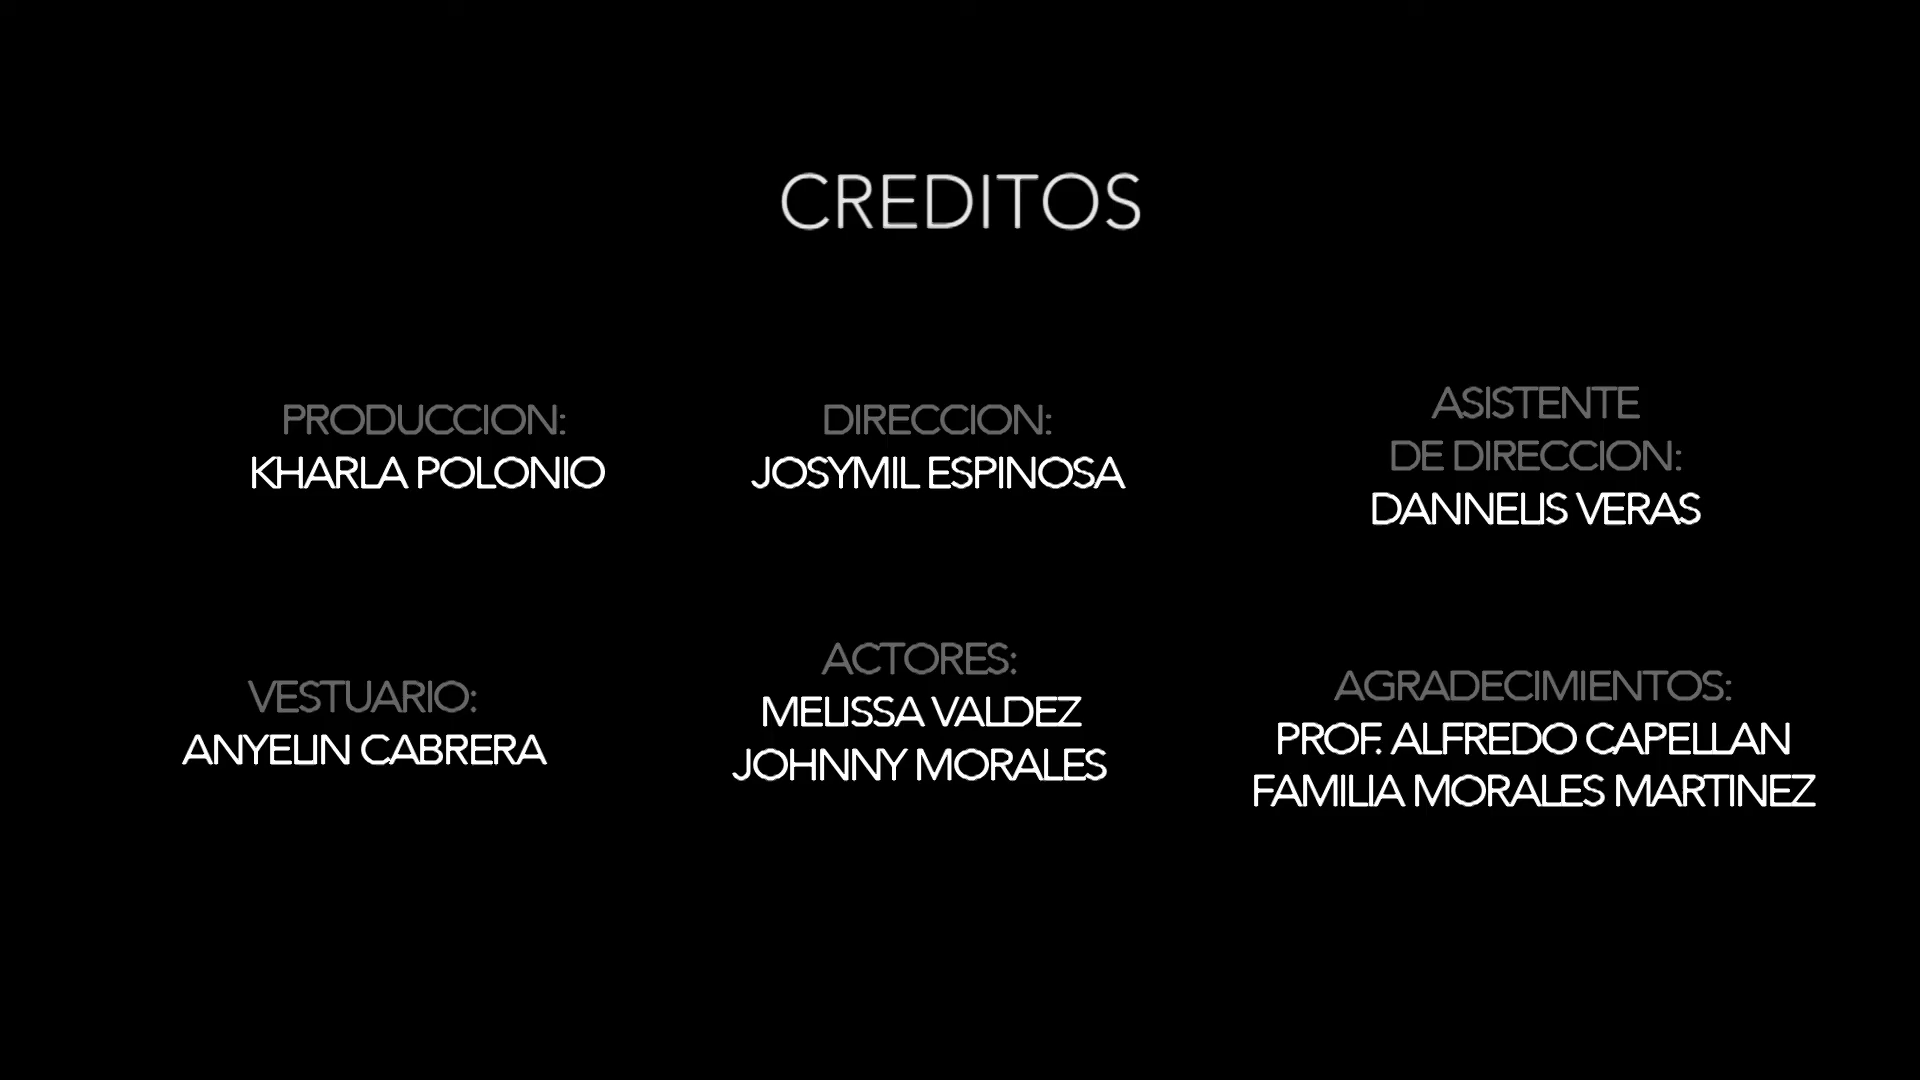 CREDITOS
PRODUCCION:
KHARLA POLONIO
DIRECCION:
JOSYMIL ESPINOSA
ASISTENTE
DE DIRECCION:
DANNELIS VERAS
VESTUARIO:
ANYELIN CABRERA
ACTORES:
MELISSA VALDEZ
JOHNNY MORALES
AGRADECIMIENTOS:
PROF. ALFREDO CAPELLAN
FAMILIA MORALES MARTINEZ